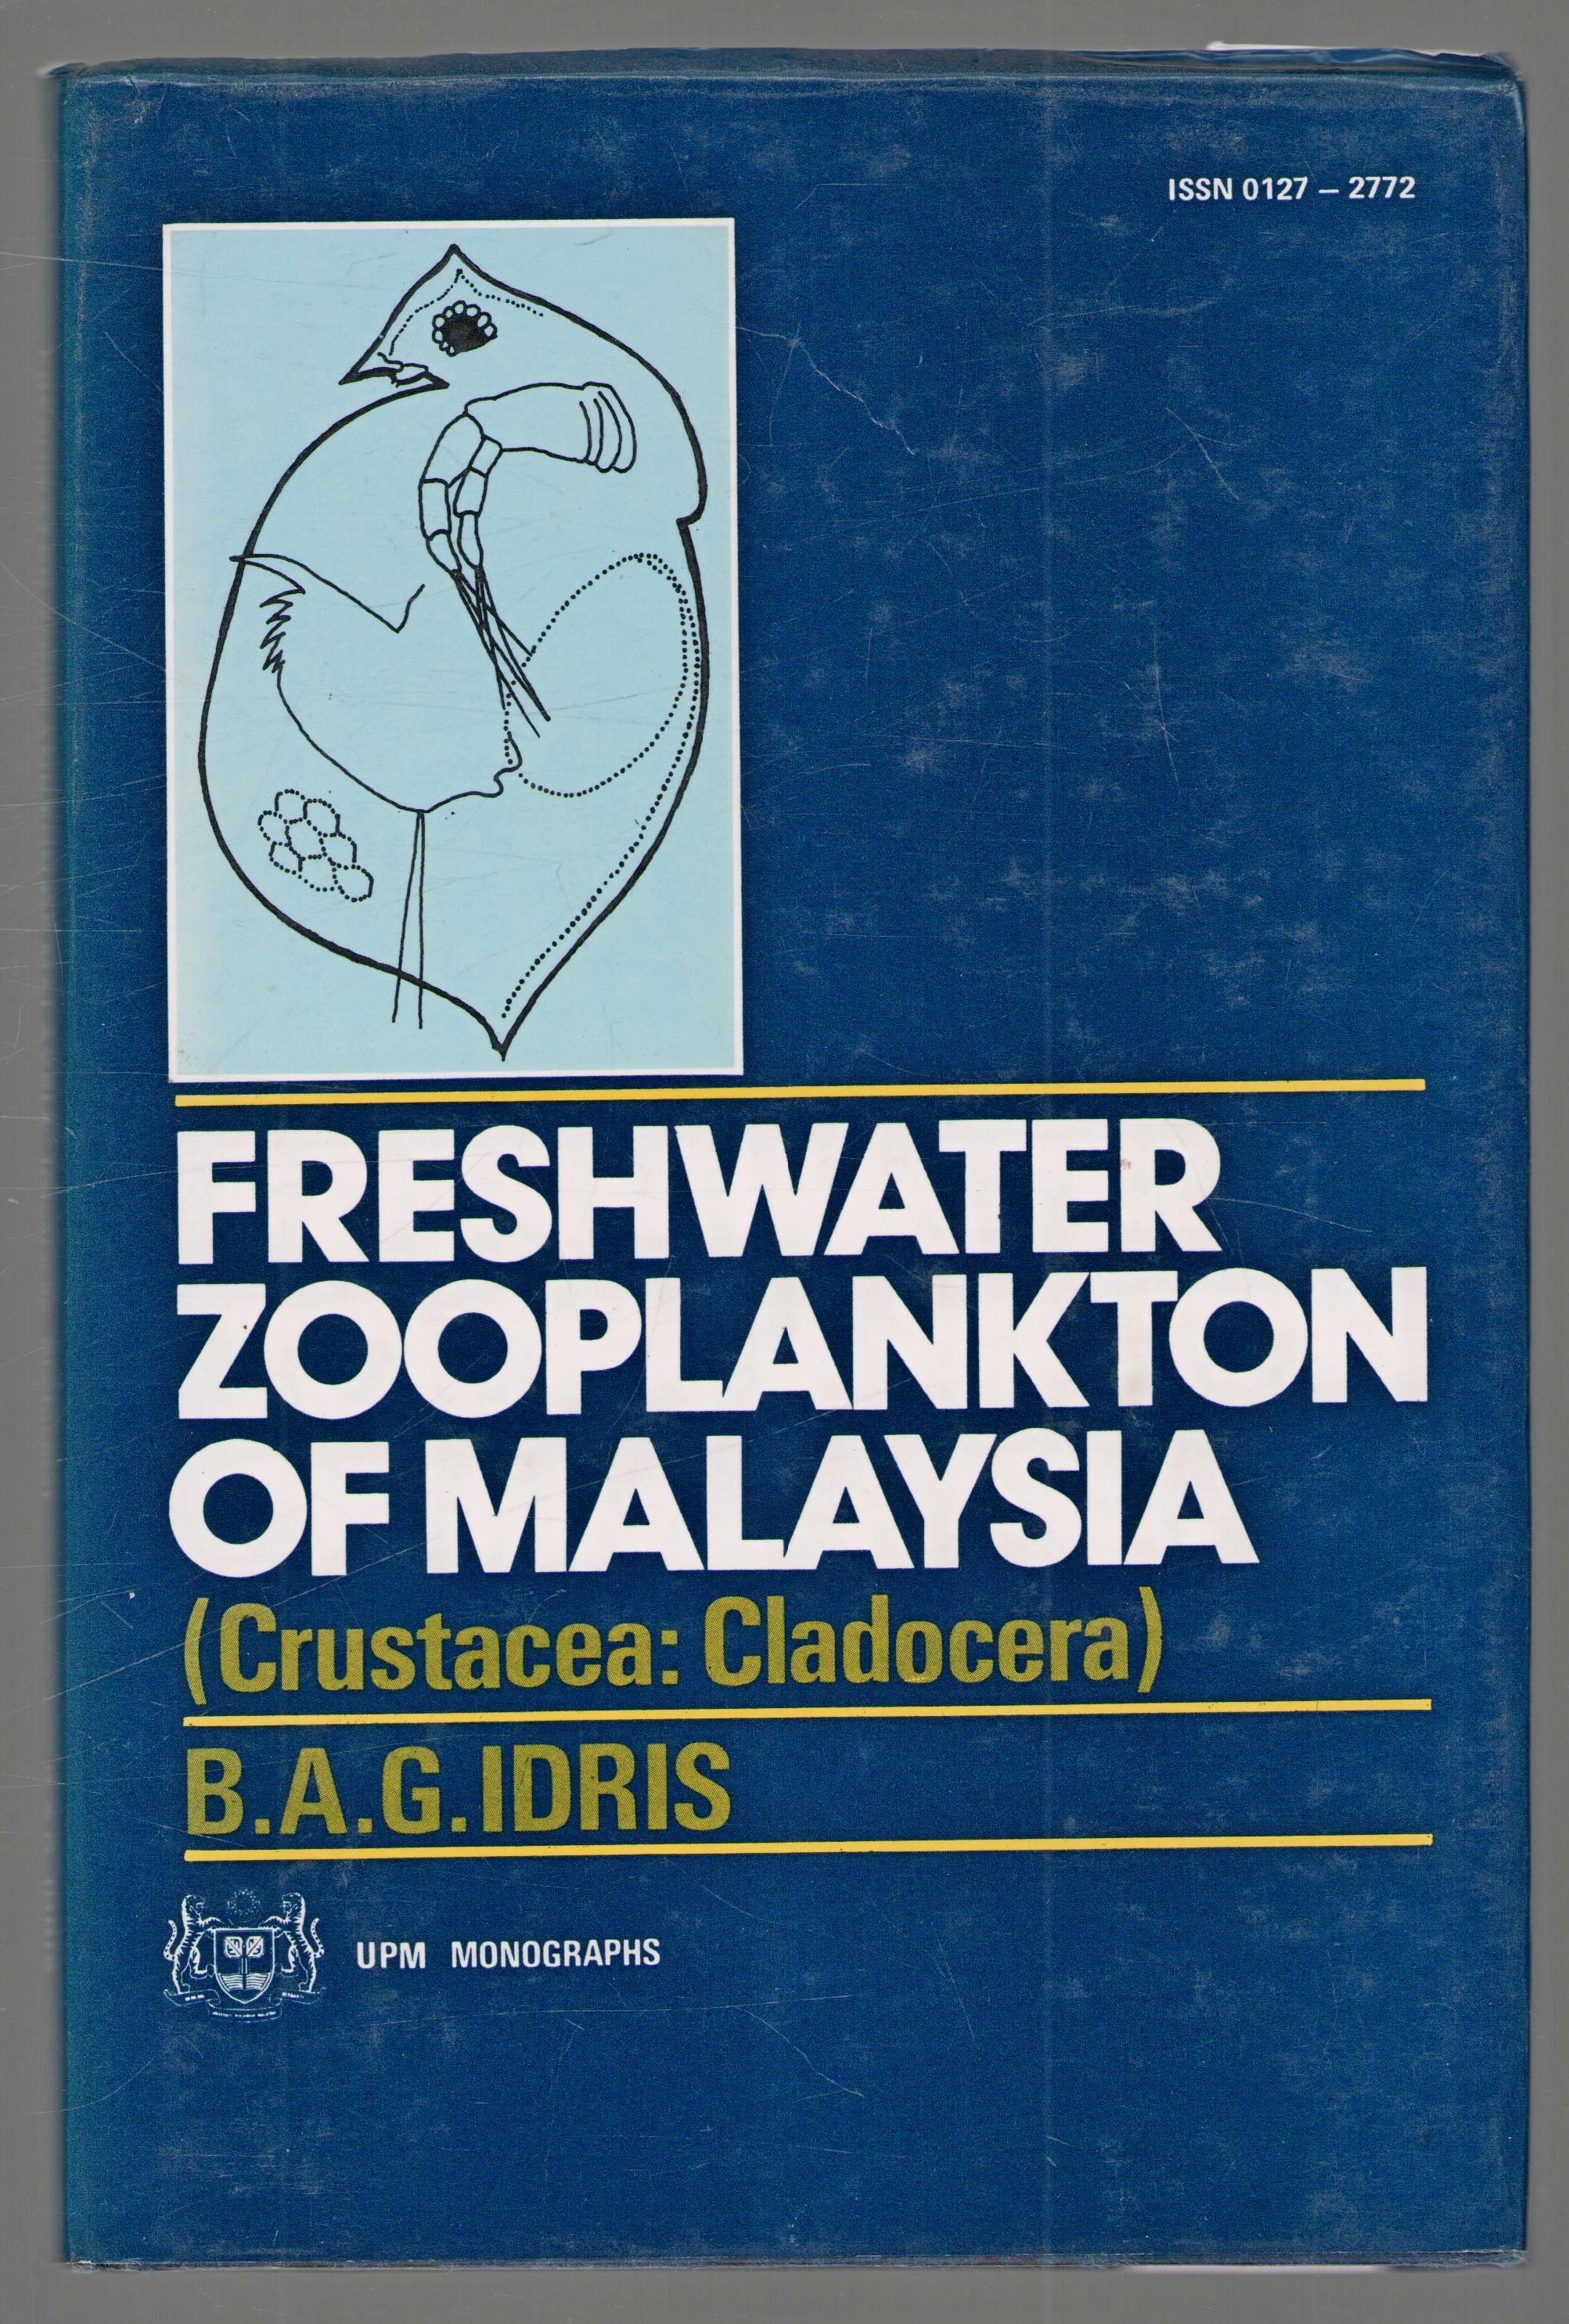 ISSN 0127 – 2772
FRESHWATER
ZOOPLANKTON
OF MALAYSIA
(Crustacea: Cladocera)
B.A.G. IDRIS
UPM MONOGRAPHS